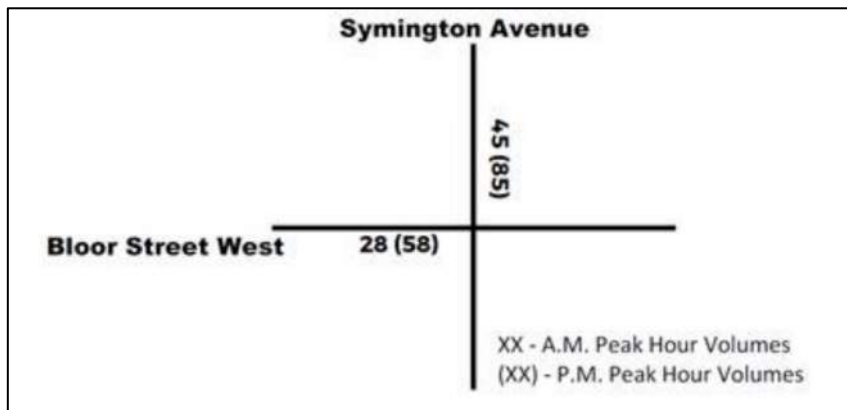 Symington Avenue
45 (85)
Bloor Street West
28 (58)
XX - A.M. Peak Hour Volumes
(XX) - P.M. Peak Hour Volumes